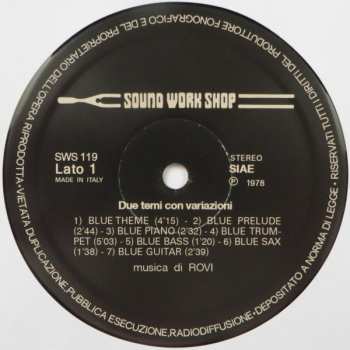 SOUND WORK SHOP
SWS 119
Lato 1
MADE IN ITALY
STEREO
SIAE
Ⓟ 1978
Due temi con variazioni
1) BLUE THEME (4'15) - 2) BLUE PRELUDE
(2'44) - 3) BLUE PIANO (2'32) - 4) BLUE TRUM-
PET (5'03) - 5) BLUE BASS (1'20) - 6) BLUE SAX
(1'38) - 7) BLUE GUITAR (2'39)
musica di ROVI
RISERVATI TUTTI I DIRITTI DEL PRODUTTORE FONOGRAFICO E DEL PROPRIETARIO DELL'OPERA RIPRODOTTA - VIETATA DUPLICAZIONE, PUBBLICA ESECUZIONE, RADIODIFFUSIONE - DEPOSITATO A NORMA DI LEGGE -